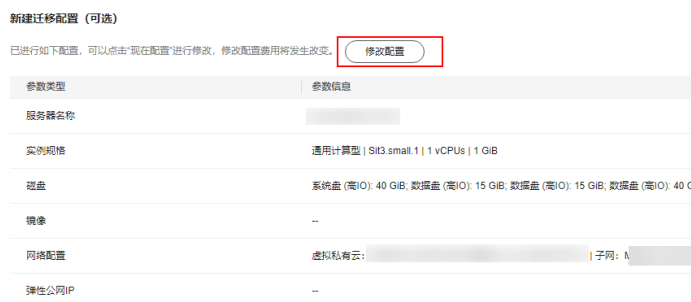 新建迁移配置（可选）
已进行如下配置，可以点击“现在配置”进行修改，修改配置费用将发生改变。 修改配置
参数类型 参数信息
服务器名称
实例规格 通用计算型 | Sit3.small.1 | 1 vCPUs | 1 GiB
磁盘 系统盘 (高IO): 40 GiB; 数据盘 (高IO): 15 GiB; 数据盘 (高IO): 15 GiB; 数据盘 (高IO): 40 G
镜像 --
网络配置 虚拟私有云： | 子网：
弹性公网IP --